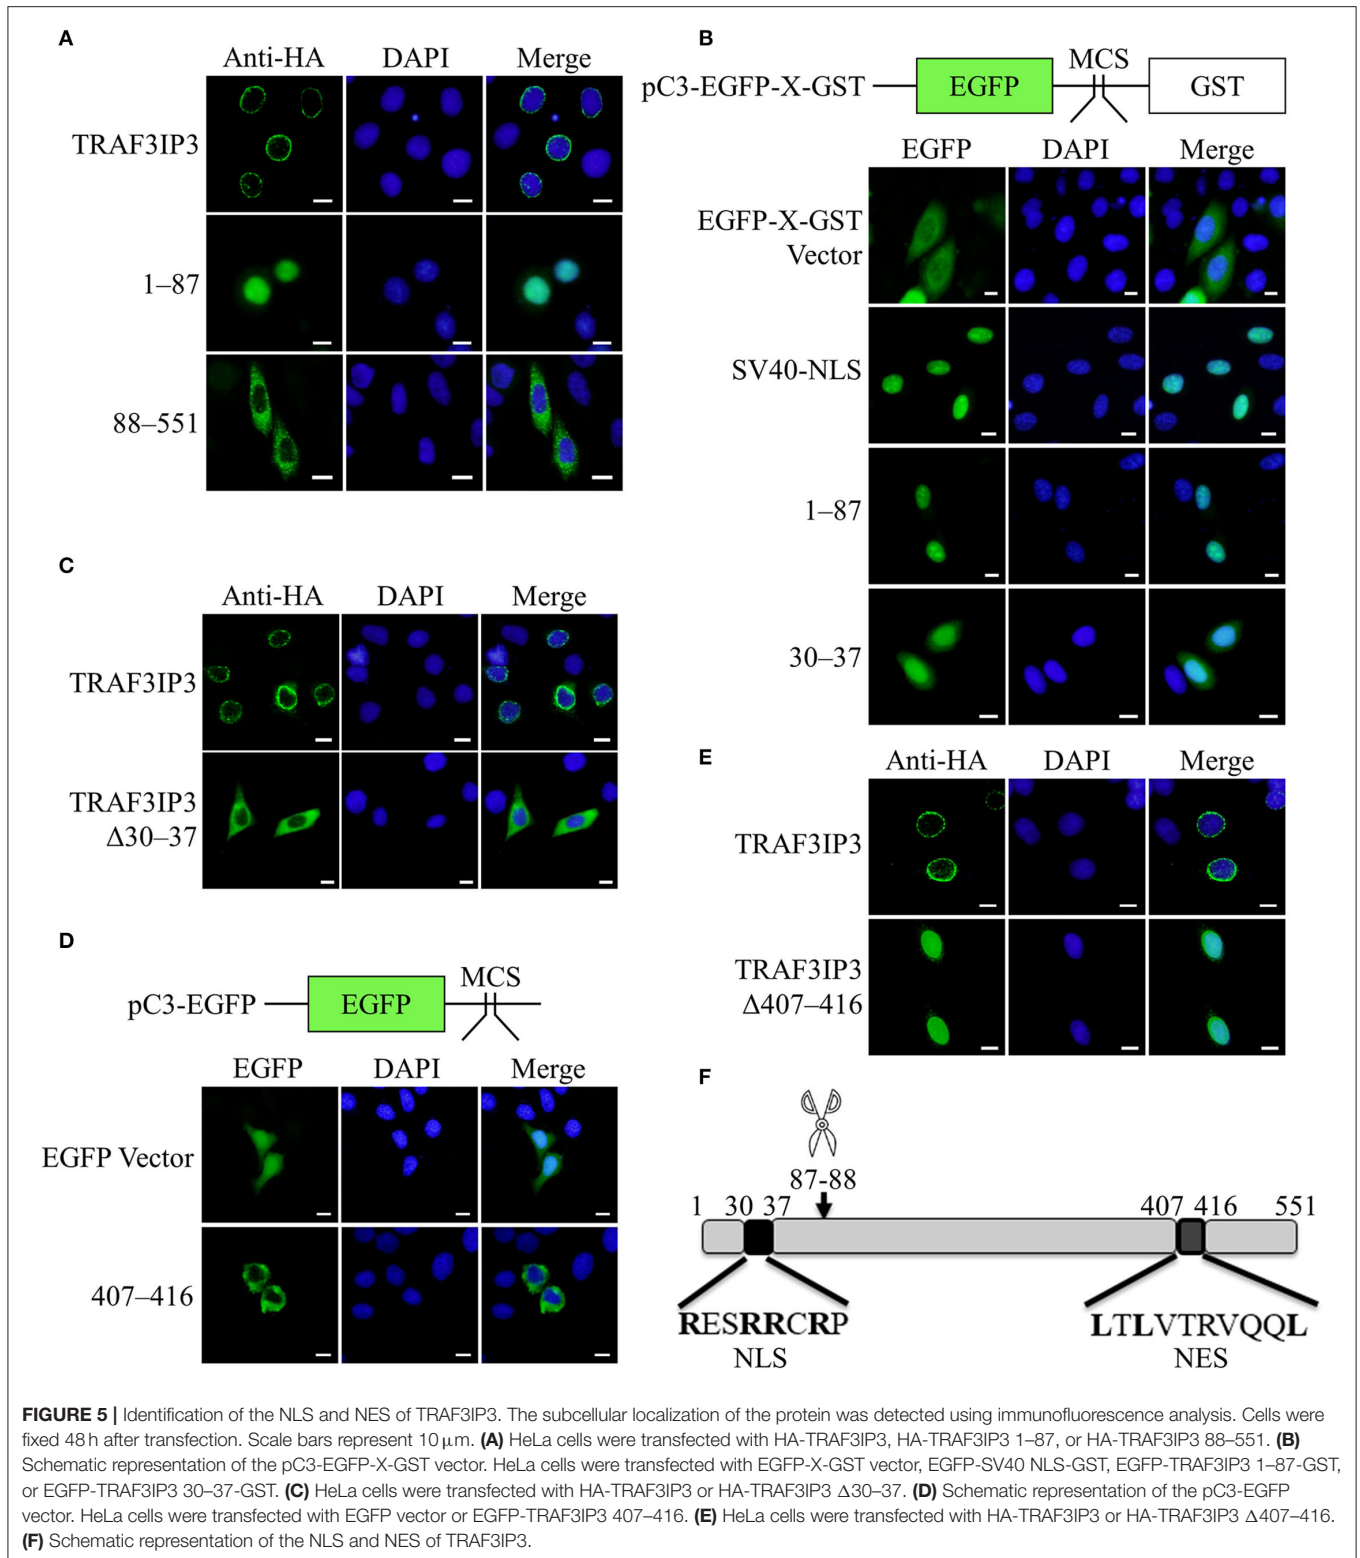 A
Anti-HA DAPI Merge
TRAF3IP3
1–87
88–551
B
MCS
pC3-EGFP-X-GST EGFP GST
EGFP DAPI Merge
EGFP-X-GST
Vector
SV40-NLS
1–87
30–37
C
Anti-HA DAPI Merge
TRAF3IP3
TRAF3IP3
Δ30–37
D
MCS
pC3-EGFP EGFP
EGFP DAPI Merge
EGFP Vector
407–416
E
Anti-HA DAPI Merge
TRAF3IP3
TRAF3IP3
Δ407–416
F
87-88
1 30 37 407 416 551
RESRRCRP LTLVTRVQQL
NLS NES
FIGURE 5 | Identification of the NLS and NES of TRAF3IP3. The subcellular localization of the protein was detected using immunofluorescence analysis. Cells were
fixed 48 h after transfection. Scale bars represent 10 μm. (A) HeLa cells were transfected with HA-TRAF3IP3, HA-TRAF3IP3 1–87, or HA-TRAF3IP3 88–551. (B)
Schematic representation of the pC3-EGFP-X-GST vector. HeLa cells were transfected with EGFP-X-GST vector, EGFP-SV40 NLS-GST, EGFP-TRAF3IP3 1–87-GST,
or EGFP-TRAF3IP3 30–37-GST. (C) HeLa cells were transfected with HA-TRAF3IP3 or HA-TRAF3IP3 Δ30–37. (D) Schematic representation of the pC3-EGFP
vector. HeLa cells were transfected with EGFP vector or EGFP-TRAF3IP3 407–416. (E) HeLa cells were transfected with HA-TRAF3IP3 or HA-TRAF3IP3 Δ407–416.
(F) Schematic representation of the NLS and NES of TRAF3IP3.